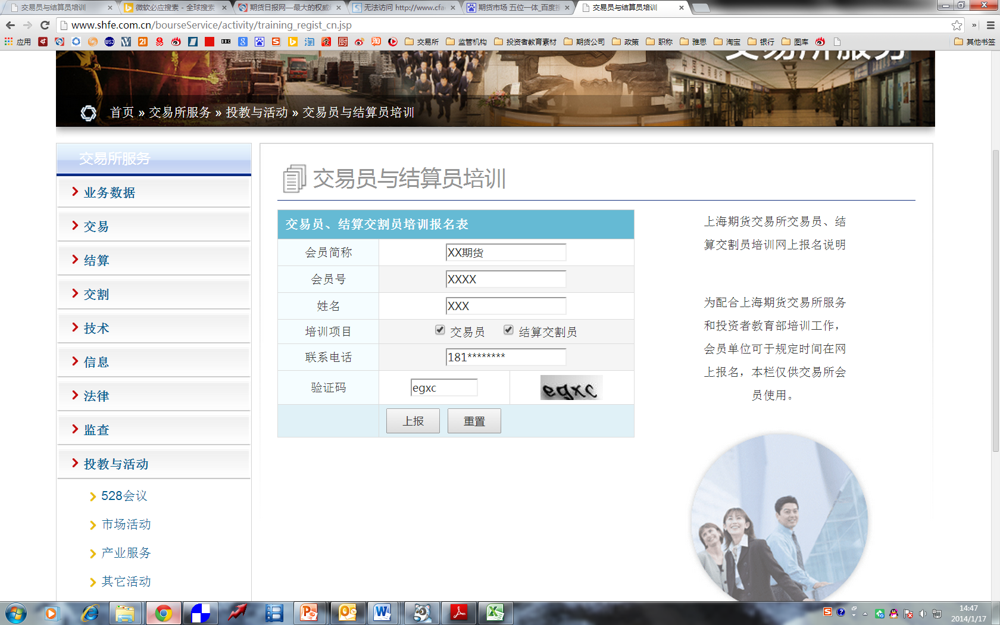 交易员与结算员培训
微软必应搜索 - 全球搜索
期货日报网—最大的权威
无法访问 http://www.cfa
期货市场 五位一体_百度搜
交易员与结算员培训
www.shfe.com.cn/bourseService/activity/training_regist_cn.jsp
应用 交易所 监管机构 投资者教育素材 期货公司 政策 职称 雅思 淘宝 银行 图库 其他书签
交易所服务
首页 » 交易所服务 » 投教与活动 » 交易员与结算员培训
交易所服务
业务数据
交易
结算
交割
技术
信息
法律
监查
投教与活动
528会议
市场活动
产业服务
其它活动
交易员与结算员培训
交易员、结算交割员培训报名表
会员简称 XX期货
会员号 XXXX
姓名 XXX
培训项目 交易员 结算交割员
联系电话 181********
验证码 egxc egxc
上报 重置
上海期货交易所交易员、结
算交割员培训网上报名说明
为配合上海期货交易所服务
和投资者教育部培训工作，
会员单位可于规定时间在网
上报名，本栏仅供交易所会
员使用。
14:47
2014/1/17